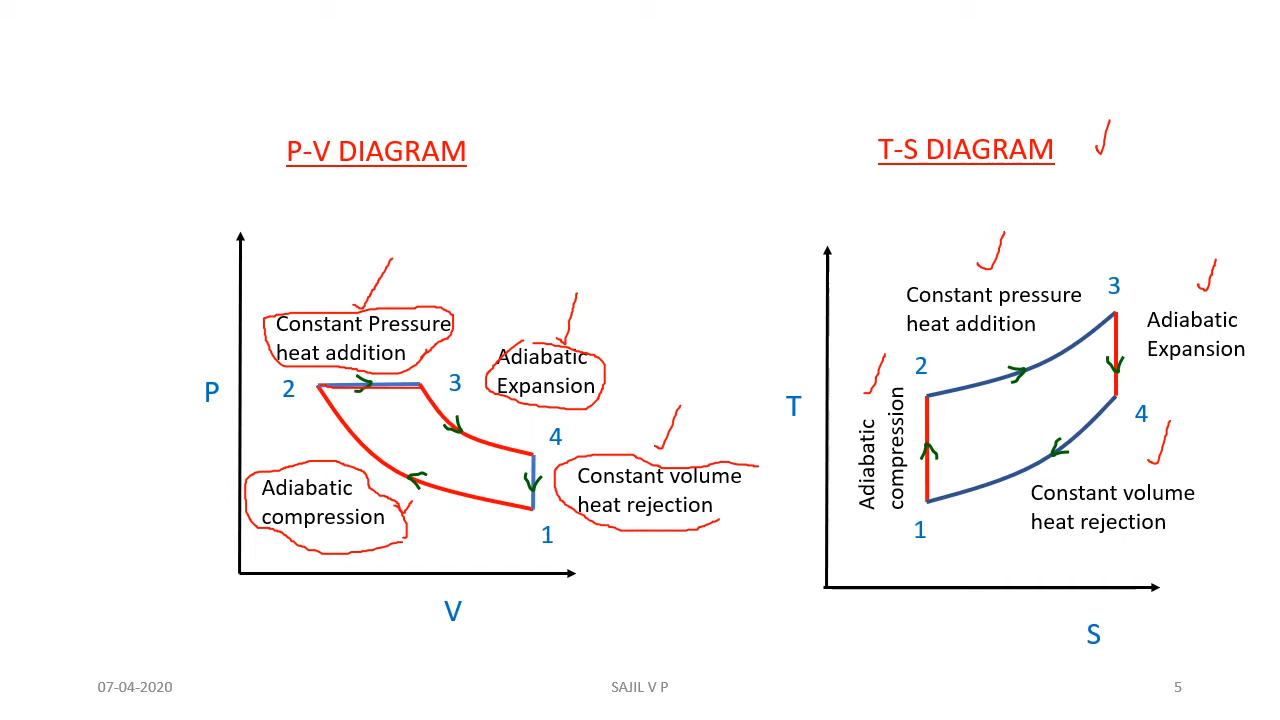 P-V DIAGRAM
T-S DIAGRAM
Constant Pressure
heat addition
2
3
Adiabatic
Expansion
P
4
Constant volume
heat rejection
Adiabatic
compression
1
V
Constant pressure
heat addition
3
Adiabatic
Expansion
2
T
4
Adiabatic
compression
Constant volume
heat rejection
1
S
07-04-2020
SAJIL V P
5